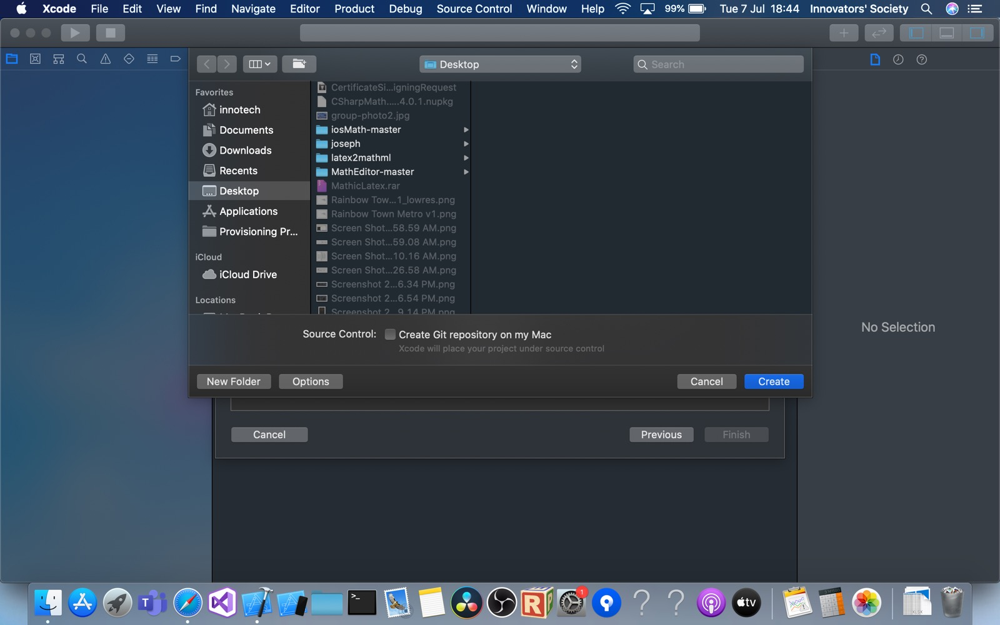 Xcode File Edit View Find Navigate Editor Product Debug Source Control Window Help 99% Tue 7 Jul 18:44 Innovators' Society
Desktop
Search
Favorites
innotech
Documents
Downloads
Recents
Desktop
Applications
Provisioning Pr...
iCloud
iCloud Drive
Locations
CertificateSi...igningRequest
CSharpMath.....4.0.1.nupkg
group-photo2.jpg
iosMath-master
joseph
latex2mathml
MathEditor-master
MathicLatex.rar
Rainbow Tow...1_lowres.png
Rainbow Town Metro v1.png
Screen Shot...58.59 AM.png
Screen Shot...59.08 AM.png
Screen Shot...10.16 AM.png
Screen Shot...26.58 AM.png
Screenshot 2...6.34 PM.png
Screenshot 2...6.54 PM.png
Screenshot 2...9.14 PM.png
No Selection
Source Control: Create Git repository on my Mac
Xcode will place your project under source control
New Folder Options Cancel Create
Cancel Previous Finish
1
tv
XLSX